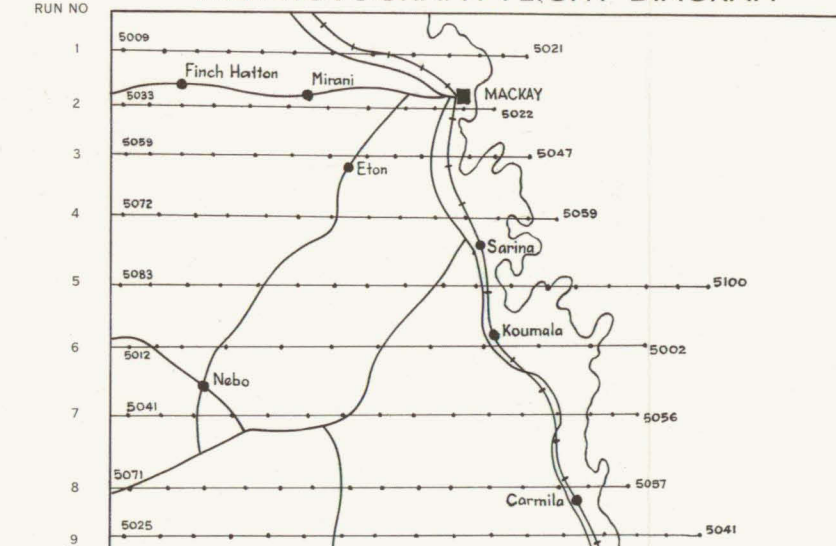 RUN NO
1 5009 5021
Finch Hatton Mirani
MACKAY
2 5033 5022
3 5059 5047
Eton
4 5072 5059
Sarina
5 5083 5100
Koumala
6 5012 5002
Nebo
7 5041 5056
5071
8 5057
Carmila
9 5025 5041